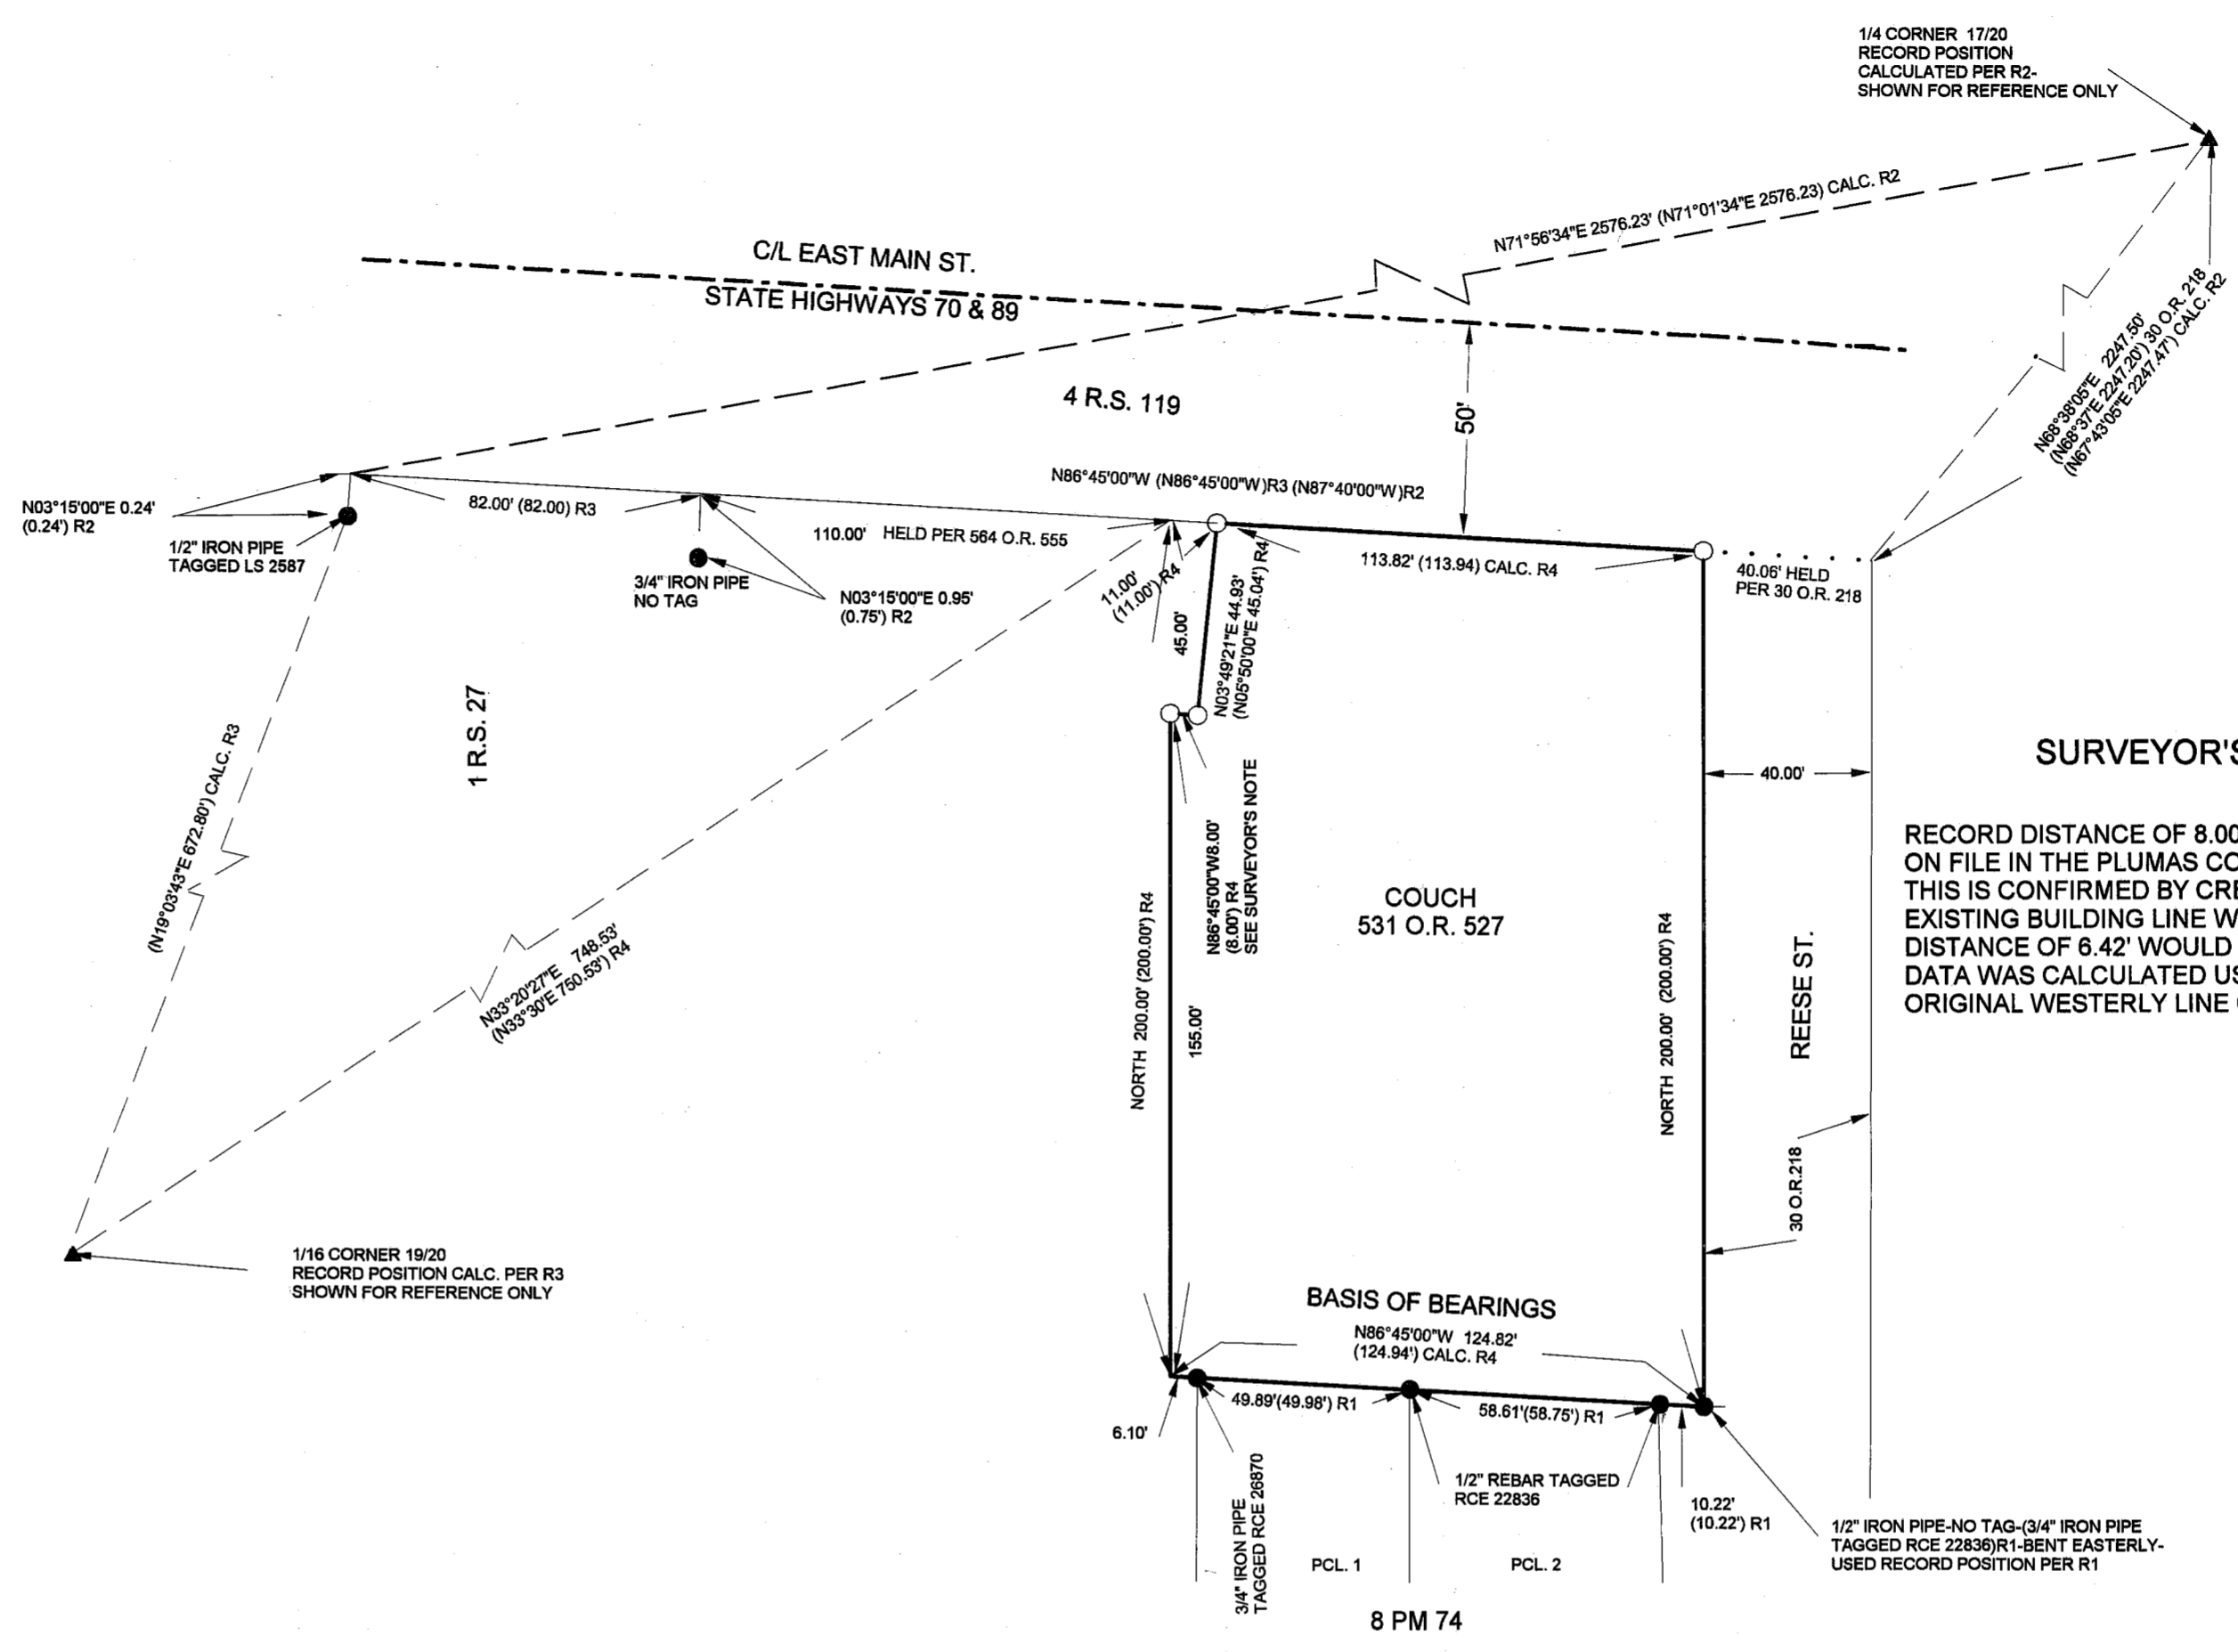 1/4 CORNER 17/20
RECORD POSITION
CALCULATED PER R2-
SHOWN FOR REFERENCE ONLY
N71°56'34"E 2576.23' (N71°01'34"E 2576.23) CALC. R2
C/L EAST MAIN ST.
STATE HIGHWAYS 70 & 89
N68°38'05"E 2247.50'
(N68°37'E 2247.20') 30 O.R. 218
(N67°43'05"E 2247.47') CALC. R2
4 R.S. 119
50'
N86°45'00"W (N86°45'00"W)R3 (N87°40'00"W)R2
N03°15'00"E 0.24'
(0.24') R2
82.00' (82.00) R3
110.00' HELD PER 564 O.R. 555
1/2" IRON PIPE
TAGGED LS 2587
3/4" IRON PIPE
NO TAG
N03°15'00"E 0.95'
(0.75') R2
11.00'
(11.00') R4
113.82' (113.94) CALC. R4
40.06' HELD
PER 30 O.R. 218
45.00'
N03°49'21"E 44.93'
(N05°50'00"E 45.04') R4
1 R.S. 27
(N19°03'43"E 672.80') CALC. R3
SURVEYOR'S
40.00'
N86°45'00"W8.00'
(8.00') R4
SEE SURVEYOR'S NOTE
RECORD DISTANCE OF 8.00
ON FILE IN THE PLUMAS CO
THIS IS CONFIRMED BY CRE
EXISTING BUILDING LINE W
DISTANCE OF 6.42' WOULD
DATA WAS CALCULATED US
ORIGINAL WESTERLY LINE
COUCH
531 O.R. 527
N33°20'27"E 748.53'
(N33°30'E 750.53') R4
NORTH 200.00' (200.00') R4
155.00'
NORTH 200.00' (200.00') R4
REESE ST.
30 O.R.218
1/16 CORNER 19/20
RECORD POSITION CALC. PER R3
SHOWN FOR REFERENCE ONLY
BASIS OF BEARINGS
N86°45'00"W 124.82'
(124.94') CALC. R4
49.89'(49.98') R1
58.61'(58.75') R1
6.10'
3/4" IRON PIPE
TAGGED RCE 26870
1/2" REBAR TAGGED
RCE 22836
10.22'
(10.22') R1
1/2" IRON PIPE-NO TAG-(3/4" IRON PIPE
TAGGED RCE 22836)R1-BENT EASTERLY-
USED RECORD POSITION PER R1
PCL. 1
PCL. 2
8 PM 74